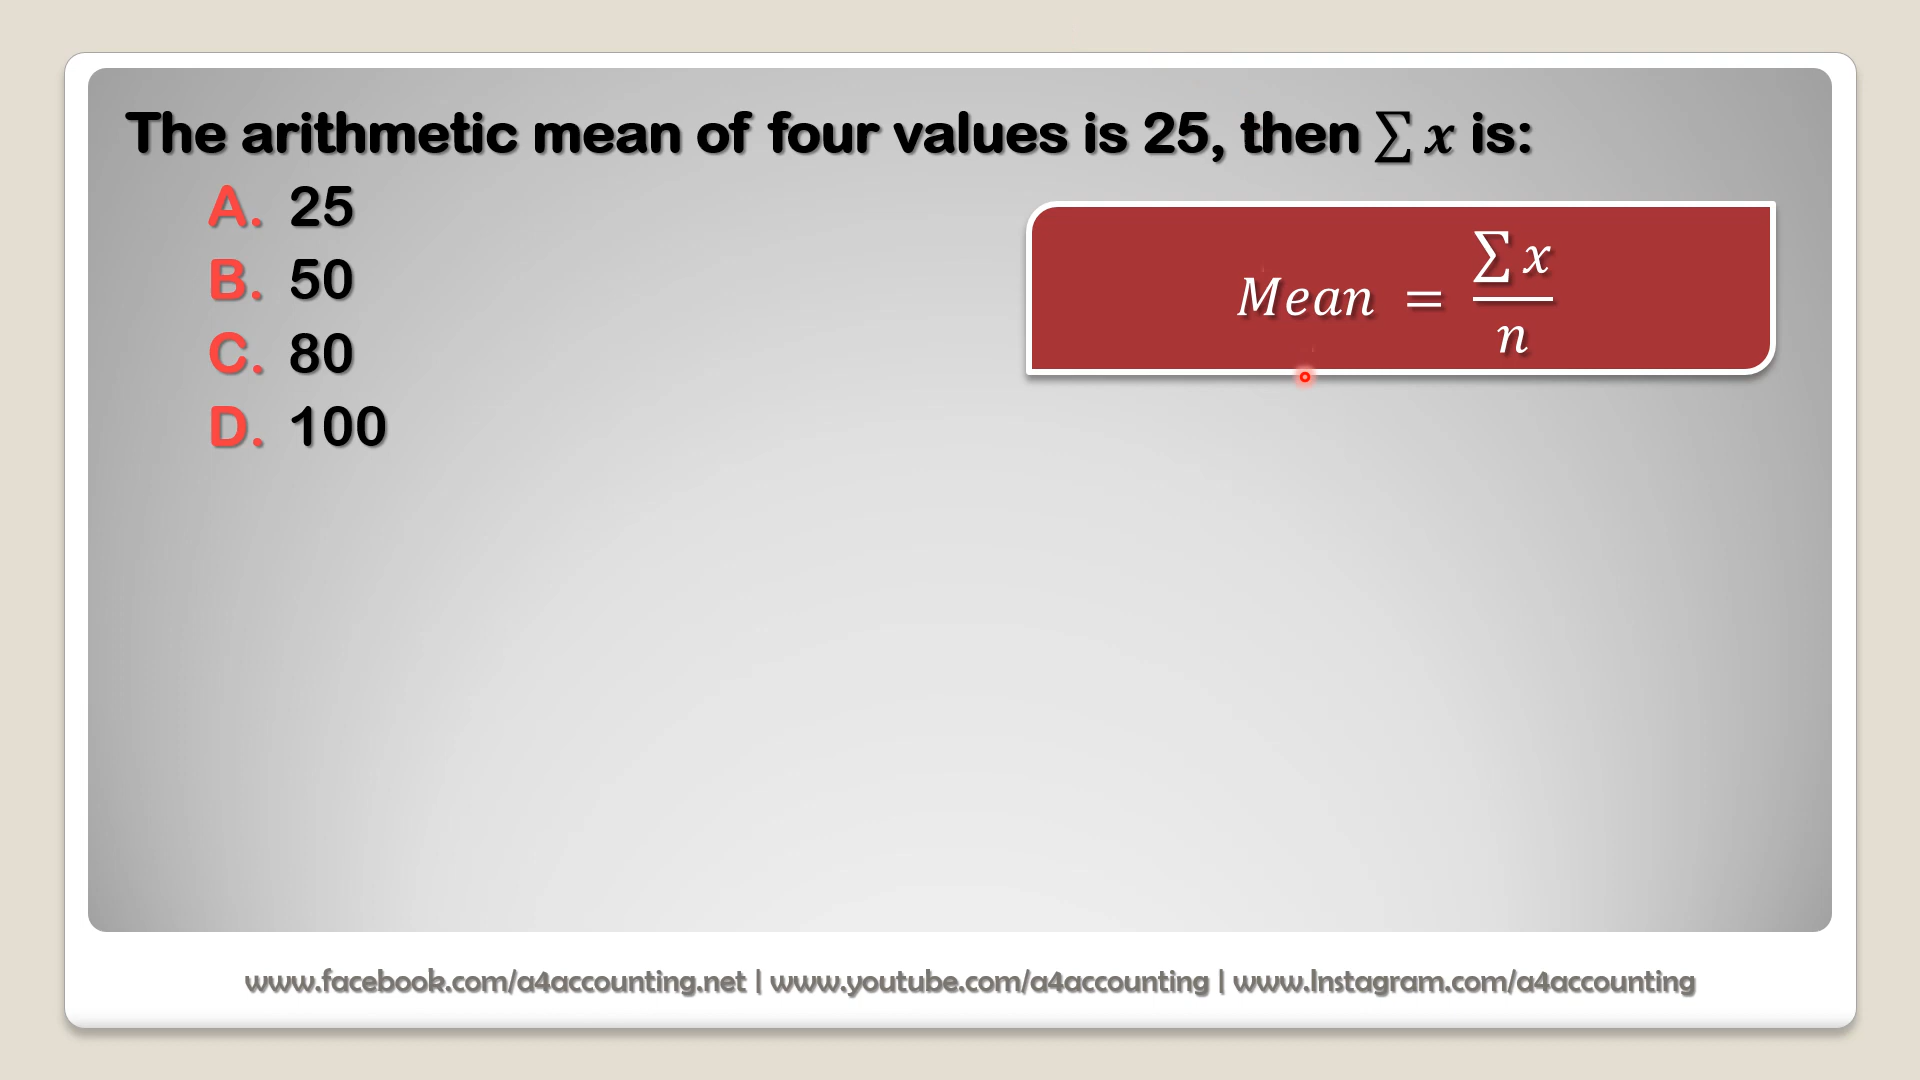 The arithmetic mean of four values is 25, then ∑ x is:
A. 25
B. 50
C. 80
D. 100
Mean = ∑ x / n
www.facebook.com/a4accounting.net | www.youtube.com/a4accounting | www.Instagram.com/a4accounting